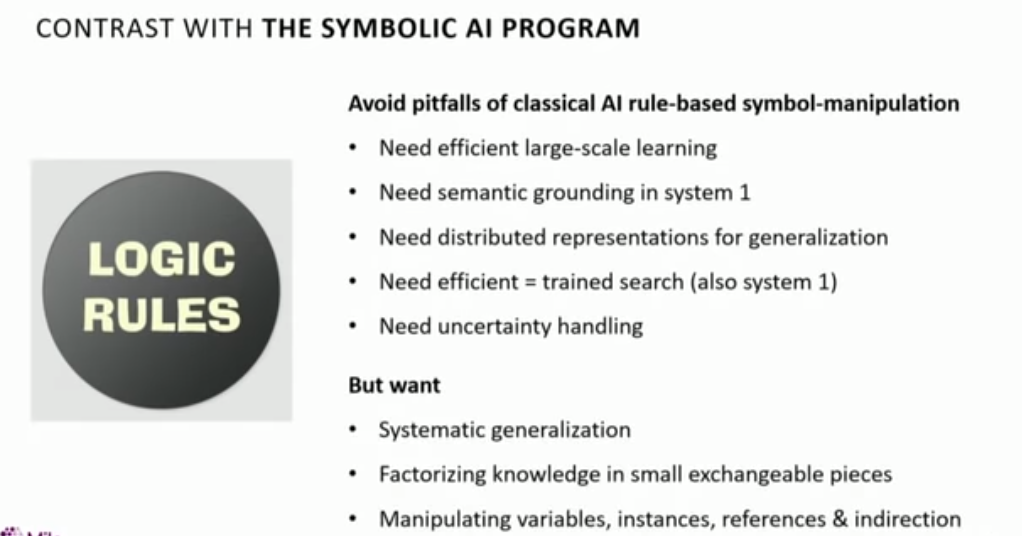 CONTRAST WITH THE SYMBOLIC AI PROGRAM
LOGIC
RULES
Avoid pitfalls of classical AI rule-based symbol-manipulation
• Need efficient large-scale learning
• Need semantic grounding in system 1
• Need distributed representations for generalization
• Need efficient = trained search (also system 1)
• Need uncertainty handling
But want
• Systematic generalization
• Factorizing knowledge in small exchangeable pieces
• Manipulating variables, instances, references & indirection